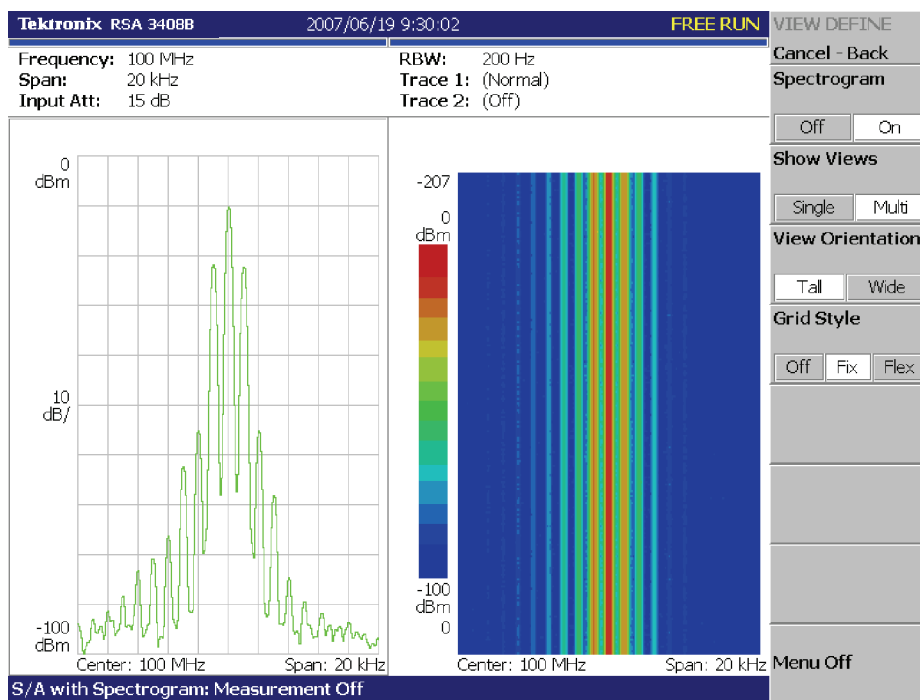 Tektronix RSA 3408B 2007/06/19 9:30:02 FREE RUN
Frequency: 100 MHz
Span: 20 kHz
Input Att: 15 dB
RBW: 200 Hz
Trace 1: (Normal)
Trace 2: (Off)
0
dBm
10
dB/
-100
dBm
Center: 100 MHz Span: 20 kHz
-207
0
dBm
-100
dBm
0
Center: 100 MHz Span: 20 kHz
S/A with Spectrogram: Measurement Off
VIEW DEFINE
Cancel - Back
Spectrogram
Off On
Show Views
Single Multi
View Orientation
Tall Wide
Grid Style
Off Fix Flex
Menu Off